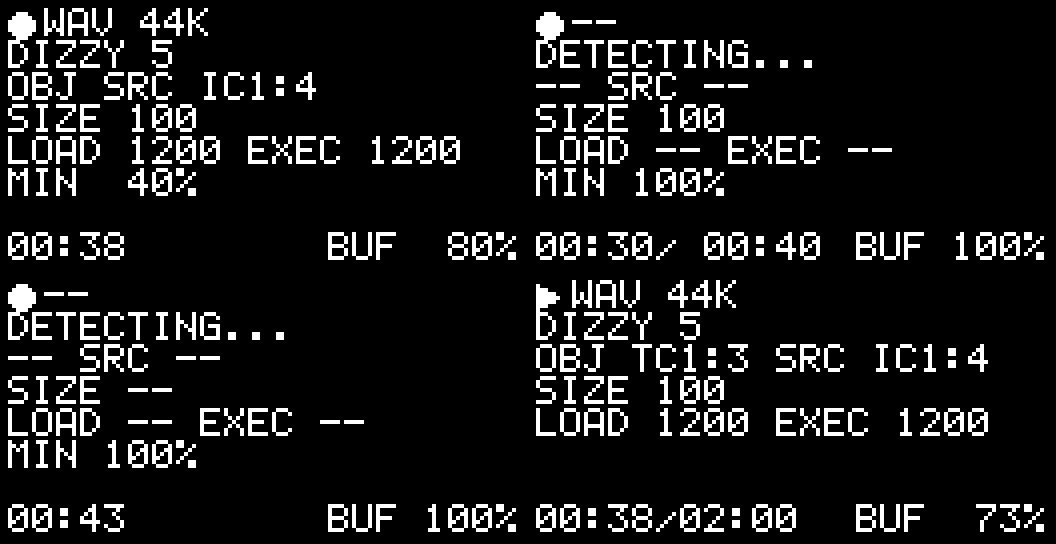 ●WAV 44K
DIZZY 5
OBJ SRC IC1:4
SIZE 100
LOAD 1200 EXEC 1200
MIN  40%
00:38 BUF  80%
●--
DETECTING...
-- SRC --
SIZE 100
LOAD -- EXEC --
MIN 100%
00:30/ 00:40 BUF 100%
●--
DETECTING...
-- SRC --
SIZE --
LOAD -- EXEC --
MIN 100%
00:43 BUF 100%
▶WAV 44K
DIZZY 5
OBJ TC1:3 SRC IC1:4
SIZE 100
LOAD 1200 EXEC 1200
00:38/02:00 BUF  73%